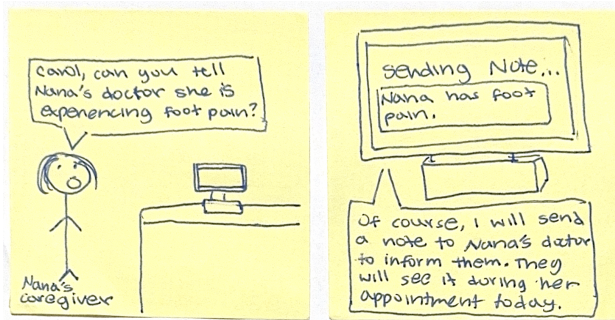 Carol, can you tell
Nana's doctor she is
experiencing foot pain?
Nana's
caregiver
Sending Note...
Nana has foot
pain.
Of course, I will send
a note to Nana's doctor
to inform them. They
will see it during her
appointment today.